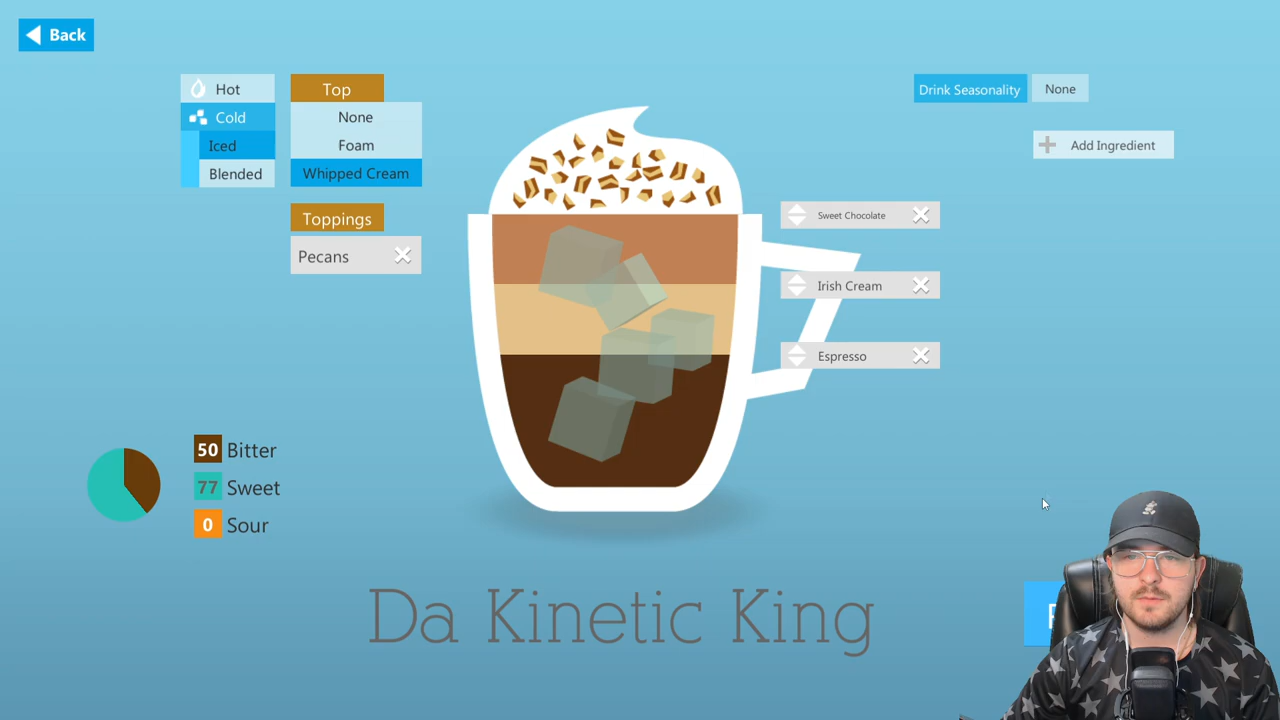 Back
Hot
Cold
Iced
Blended
Top
None
Foam
Whipped Cream
Toppings
Pecans
Drink Seasonality
None
Add Ingredient
Sweet Chocolate
Irish Cream
Espresso
50 Bitter
77 Sweet
0 Sour
Da Kinetic King